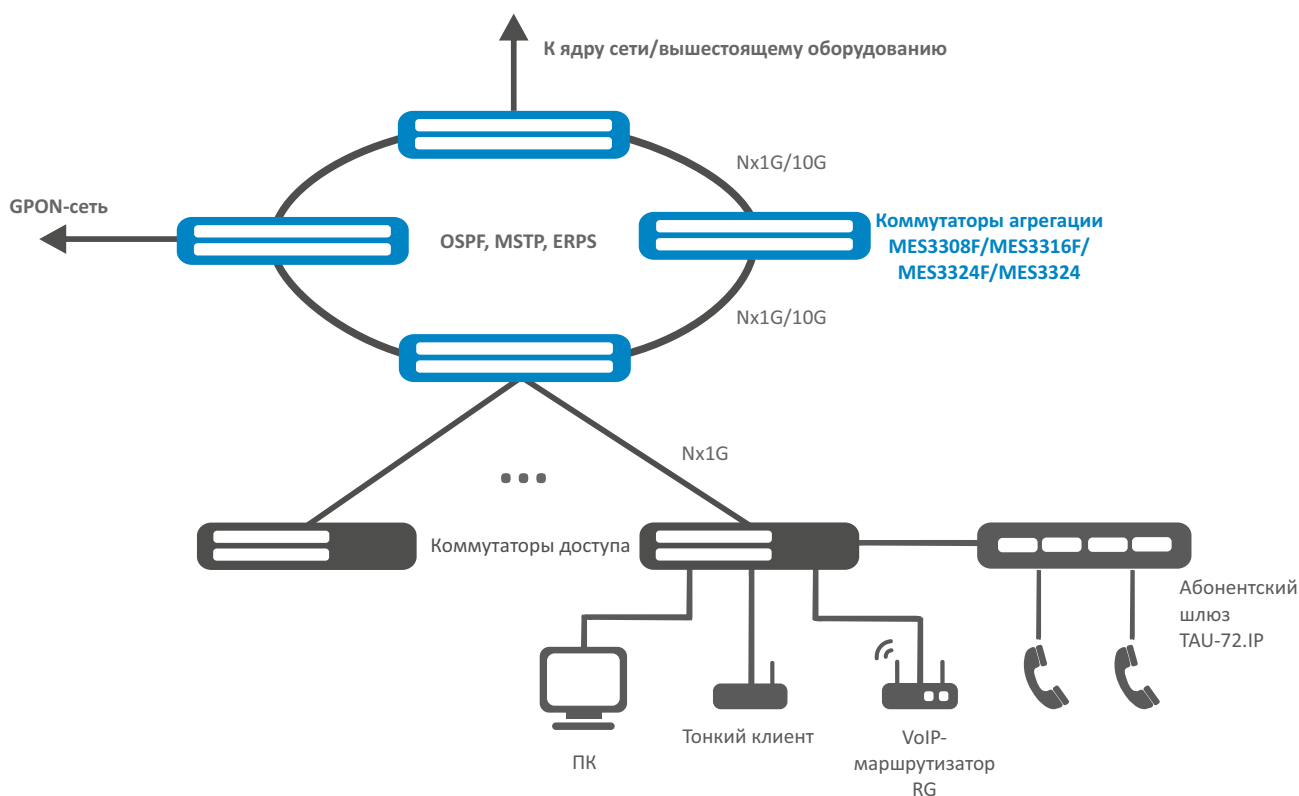 К ядру сети/вышестоящему оборудованию
Nx1G/10G
GPON-сеть
OSPF, MSTP, ERPS
Коммутаторы агрегации
MES3308F/MES3316F/
MES3324F/MES3324
Nx1G/10G
Nx1G
Коммутаторы доступа
Абонентский
шлюз
TAU-72.IP
ПК
Тонкий клиент
VoIP-
маршрутизатор
RG